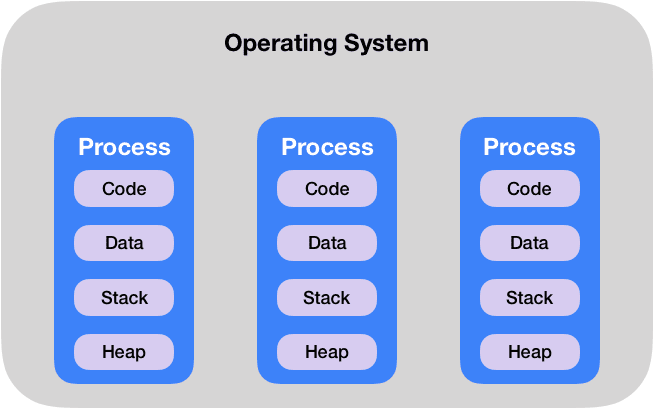 Operating System
Process
Code
Data
Stack
Heap
Process
Code
Data
Stack
Heap
Process
Code
Data
Stack
Heap